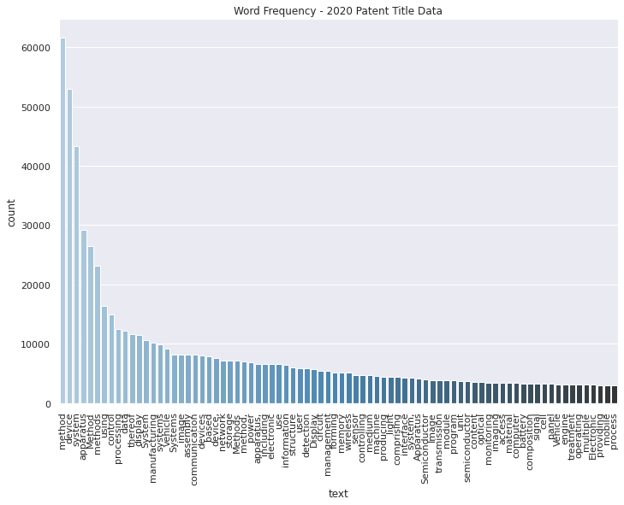 Word Frequency - 2020 Patent Title Data
60000
50000
40000
30000
20000
10000
0
count
method
device
system
apparatus
Method
methods
using
control
processing
data
thereof
display
System
manufacturing
systems
vehicle
Systems
image
assembly
communication
devices
based
device,
network
storage
Methods
method,
power
apparatus,
including
electronic
use
information
structure
user
detection
Display
circuit
management
forming
memory
wireless
sensor
controlling
medium
machine
producing
light
comprising
interface
system,
Apparatus
Semiconductor
Image
transmission
module
program
unit
semiconductor
content
optical
monitoring
imaging
access
material
computer
battery
composition
signal
cell
panel
Vehicle
engine
treatment
operating
multiple
Electronic
providing
mobile
process
text